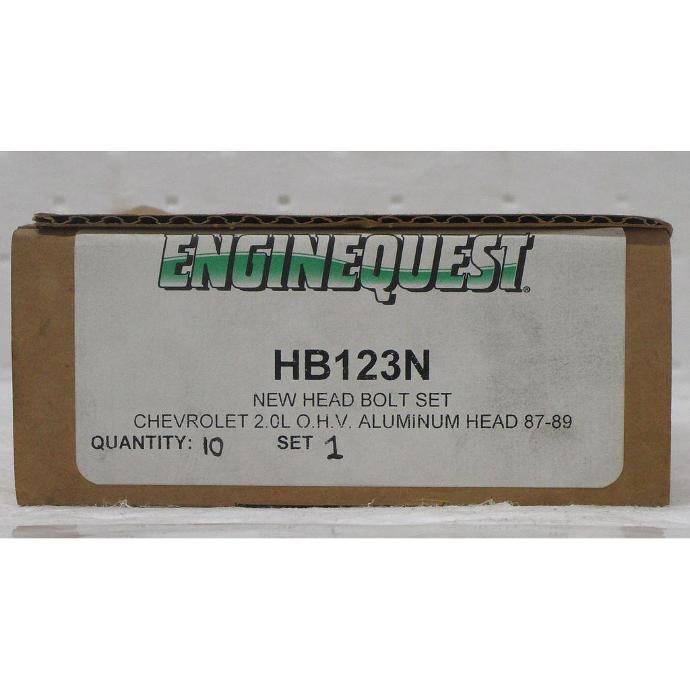 ENGINEQUEST®
HB123N
NEW HEAD BOLT SET
CHEVROLET 2.0L O.H.V. ALUMINUM HEAD 87-89
QUANTITY: 10 SET 1